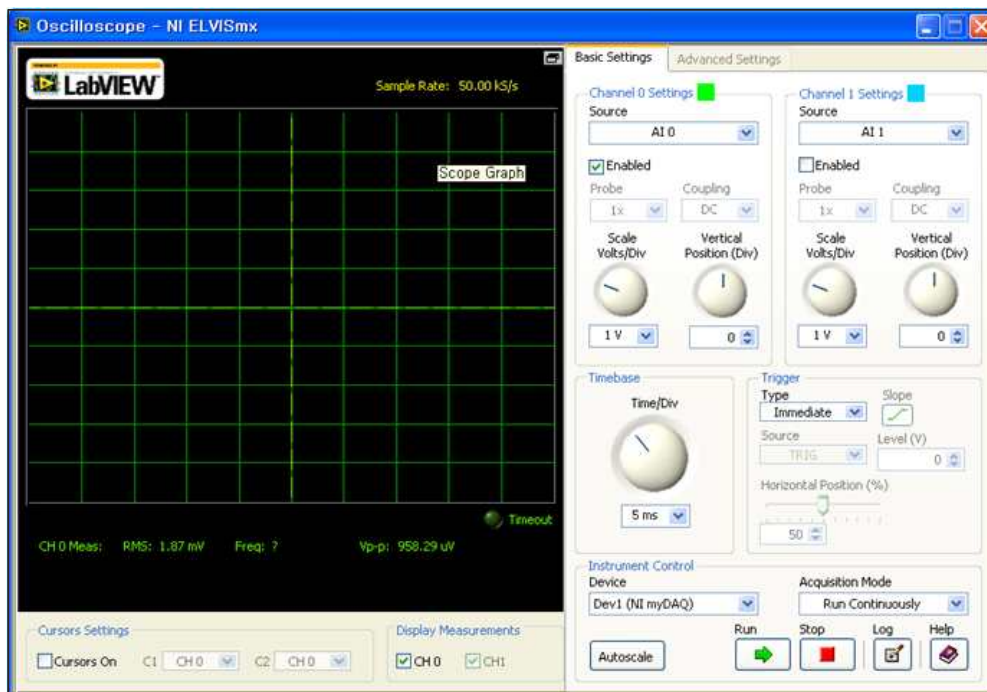 Oscilloscope - NI ELVISmx
POWERED BY
LabVIEW
Sample Rate: 50.00 kS/s
Scope Graph
Timeout
CH 0 Meas: RMS: 1.87 mV Freq: ? Vp-p: 958.29 uV
Cursors Settings
Cursors On C1 CH 0 C2 CH 0
Display Measurements
CH 0 CH1
Basic Settings Advanced Settings
Channel 0 Settings
Source
AI 0
Enabled
Probe Coupling
1x DC
Scale Vertical
Volts/Div Position (Div)
1 V 0
Channel 1 Settings
Source
AI 1
Enabled
Probe Coupling
1x DC
Scale Vertical
Volts/Div Position (Div)
1 V 0
Timebase
Time/Div
5 ms
Trigger
Type Slope
Immediate
Source Level (V)
TRIG 0
Horizontal Position (%)
50
Instrument Control
Device Acquisition Mode
Dev1 (NI myDAQ) Run Continuously
Run Stop Log Help
Autoscale